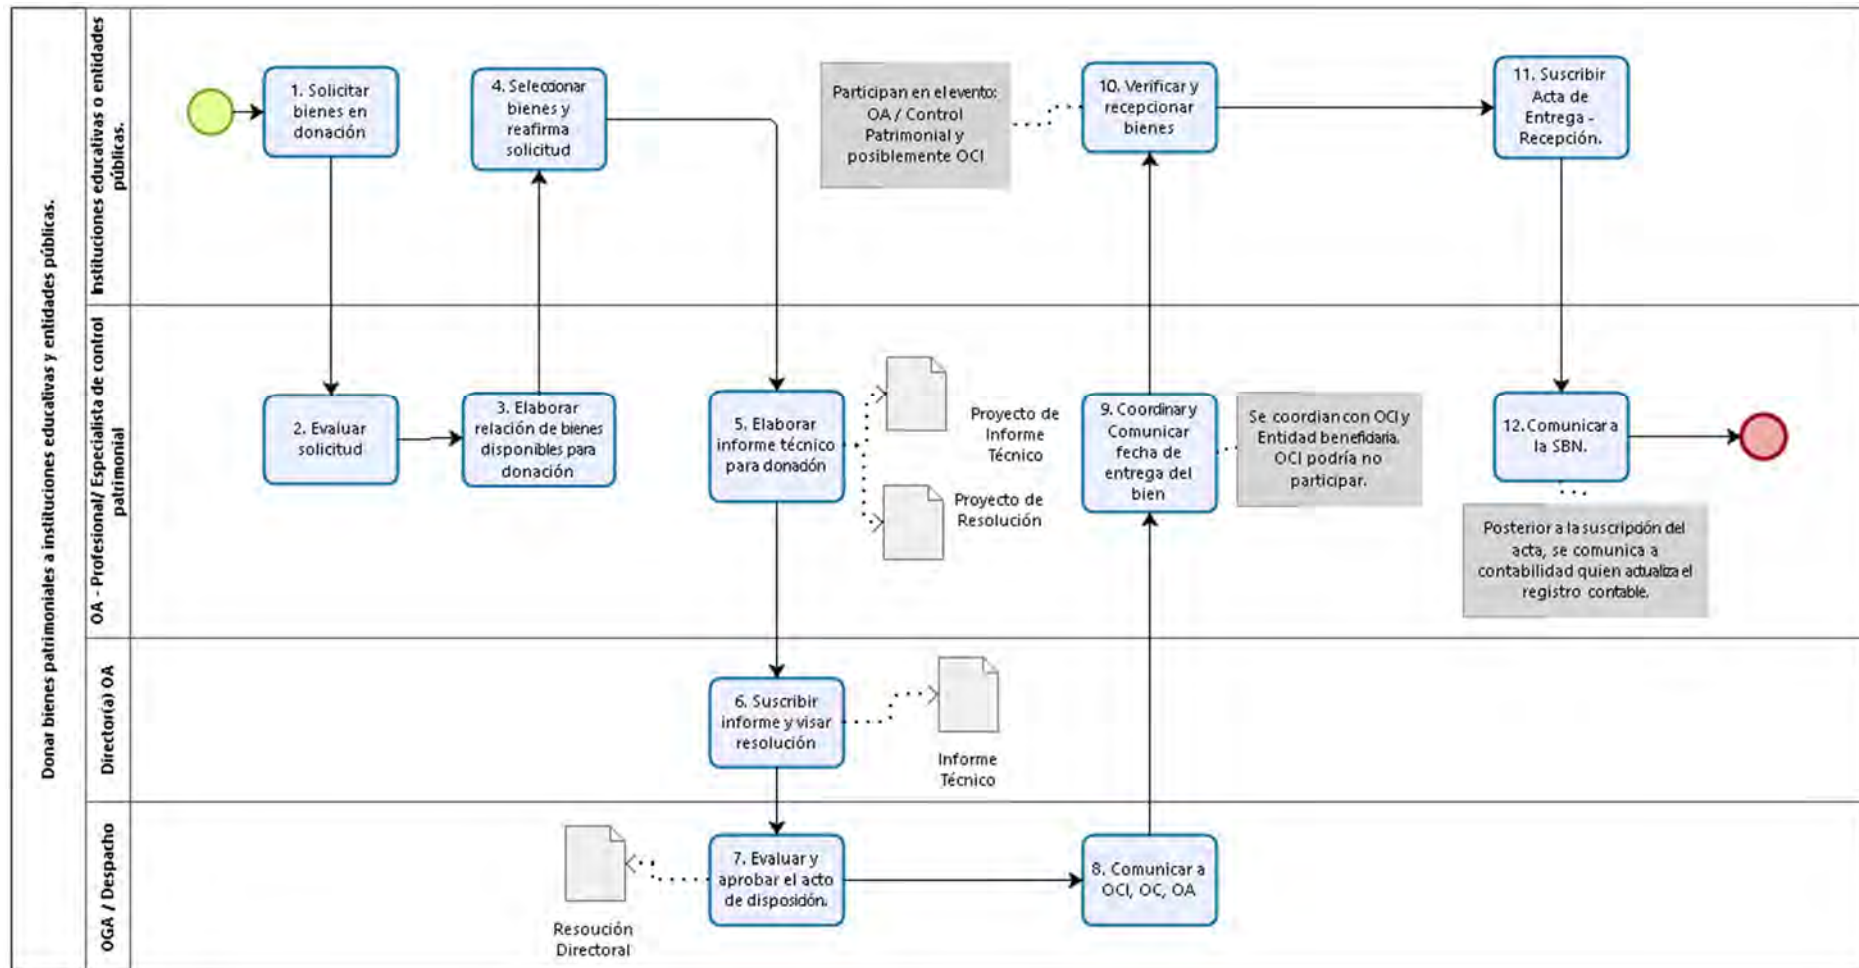 Donar bienes patrimoniales a instituciones educativas y entidades públicas.
Instituciones educativas o entidades
públicas.
1. Solicitar
bienes en
donación
4. Seleccionar
bienes y
reafirma
solicitud
Participan en el evento:
OA / Control
Patrimonial y
posiblemente OCI
10. Verificar y
recepcionar
bienes
11. Suscribir
Acta de
Entrega -
Recepción.
OA - Profesional/ Especialista de control
patrimonial
2. Evaluar
solicitud
3. Elaborar
relación de bienes
disponibles para
donación
5. Elaborar
informe técnico
para donación
Proyecto de
Informe
Técnico
Proyecto de
Resolución
9. Coordinar y
Comunicar
fecha de
entrega del
bien
Se coordian con OCI y
Entidad beneficiaria.
OCI podría no
participar.
12. Comunicar a
la SBN.
Posterior a la suscripción del
acta, se comunica a
contabilidad quien actualiza el
registro contable.
Director(a) OA
6. Suscribir
informe y visar
resolución
Informe
Técnico
OGA / Despacho
Resoución
Directoral
7. Evaluar y
aprobar el acto
de disposición.
8. Comunicar a
OCI, OC, OA